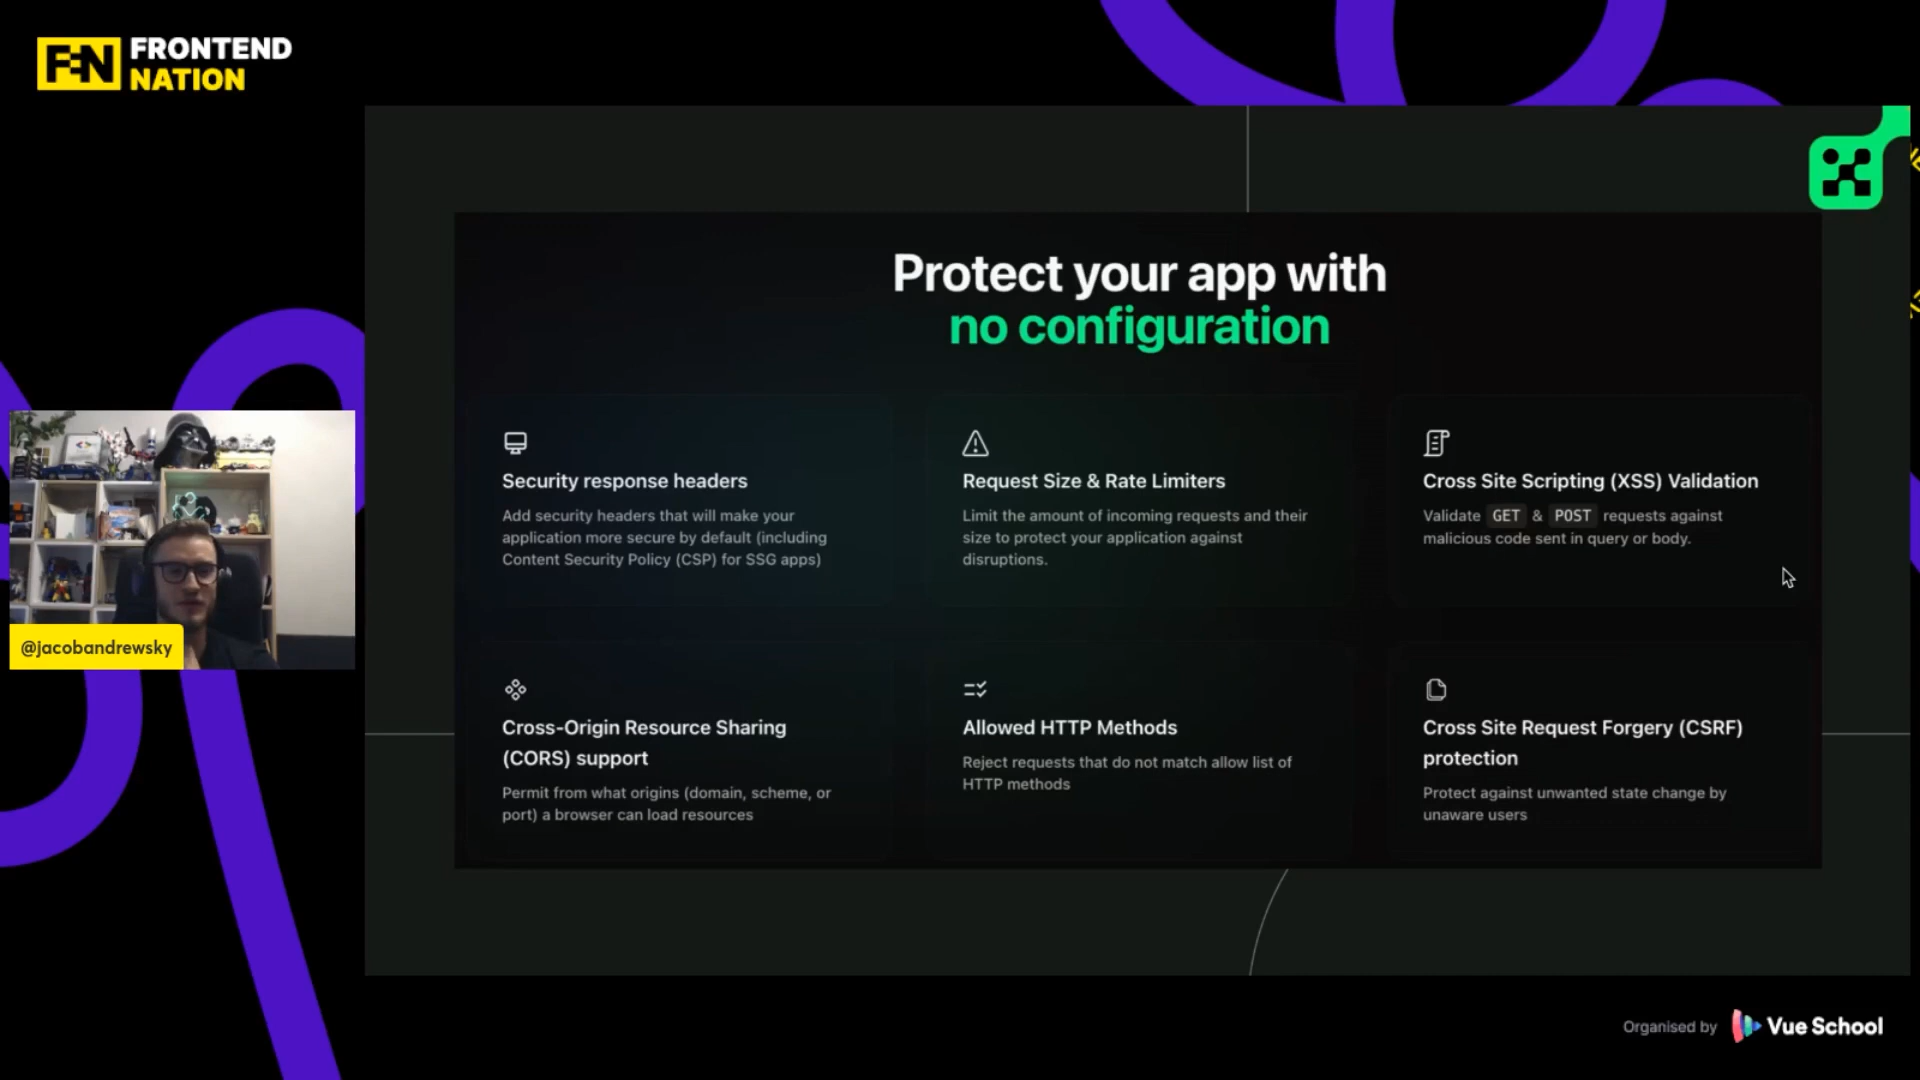 FEN FRONTEND
NATION
Protect your app with
no configuration
Security response headers
Add security headers that will make your
application more secure by default (including
Content Security Policy (CSP) for SSG apps)
Request Size & Rate Limiters
Limit the amount of incoming requests and their
size to protect your application against
disruptions.
Cross Site Scripting (XSS) Validation
Validate GET & POST requests against
malicious code sent in query or body.
@jacobandrewsky
Cross-Origin Resource Sharing
(CORS) support
Permit from what origins (domain, scheme, or
port) a browser can load resources
Allowed HTTP Methods
Reject requests that do not match allow list of
HTTP methods
Cross Site Request Forgery (CSRF)
protection
Protect against unwanted state change by
unaware users
Organised by Vue School